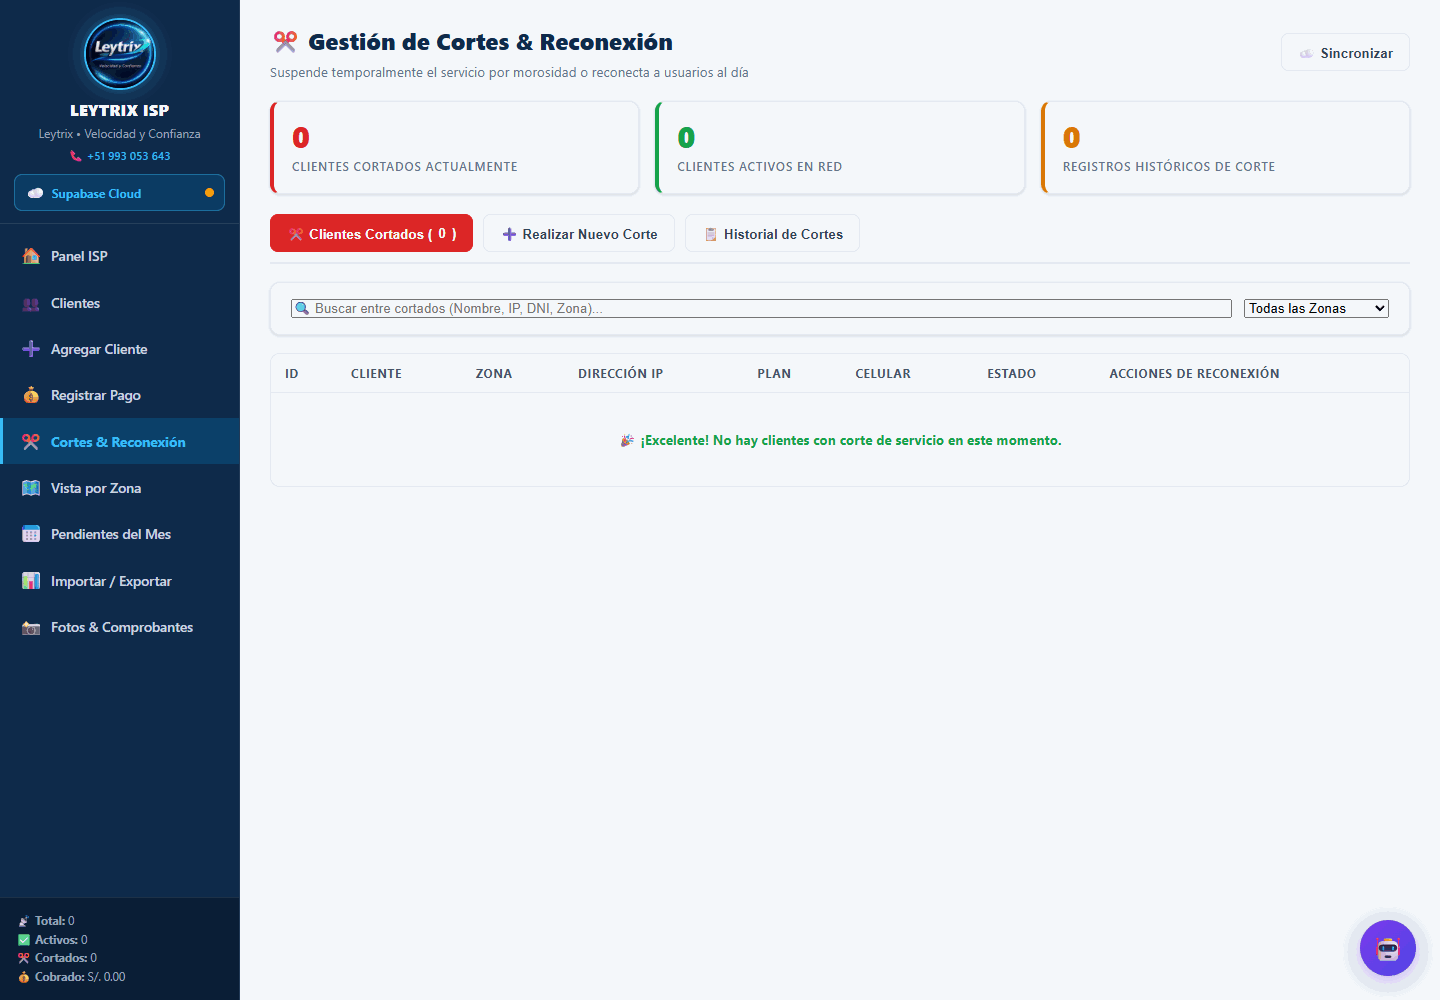 Leytrix
Velocidad y Confianza
LEYTRIX ISP
Leytrix • Velocidad y Confianza
+51 993 053 643
Supabase Cloud
Panel ISP
Clientes
Agregar Cliente
Registrar Pago
Cortes & Reconexión
Vista por Zona
Pendientes del Mes
Importar / Exportar
Fotos & Comprobantes
Total: 0
Activos: 0
Cortados: 0
Cobrado: S/. 0.00
Gestión de Cortes & Reconexión
Suspende temporalmente el servicio por morosidad o reconecta a usuarios al día
Sincronizar
0
CLIENTES CORTADOS ACTUALMENTE
0
CLIENTES ACTIVOS EN RED
0
REGISTROS HISTÓRICOS DE CORTE
Clientes Cortados ( 0 )
Realizar Nuevo Corte
Historial de Cortes
Buscar entre cortados (Nombre, IP, DNI, Zona)...
Todas las Zonas
ID CLIENTE ZONA DIRECCIÓN IP PLAN CELULAR ESTADO ACCIONES DE RECONEXIÓN
¡Excelente! No hay clientes con corte de servicio en este momento.